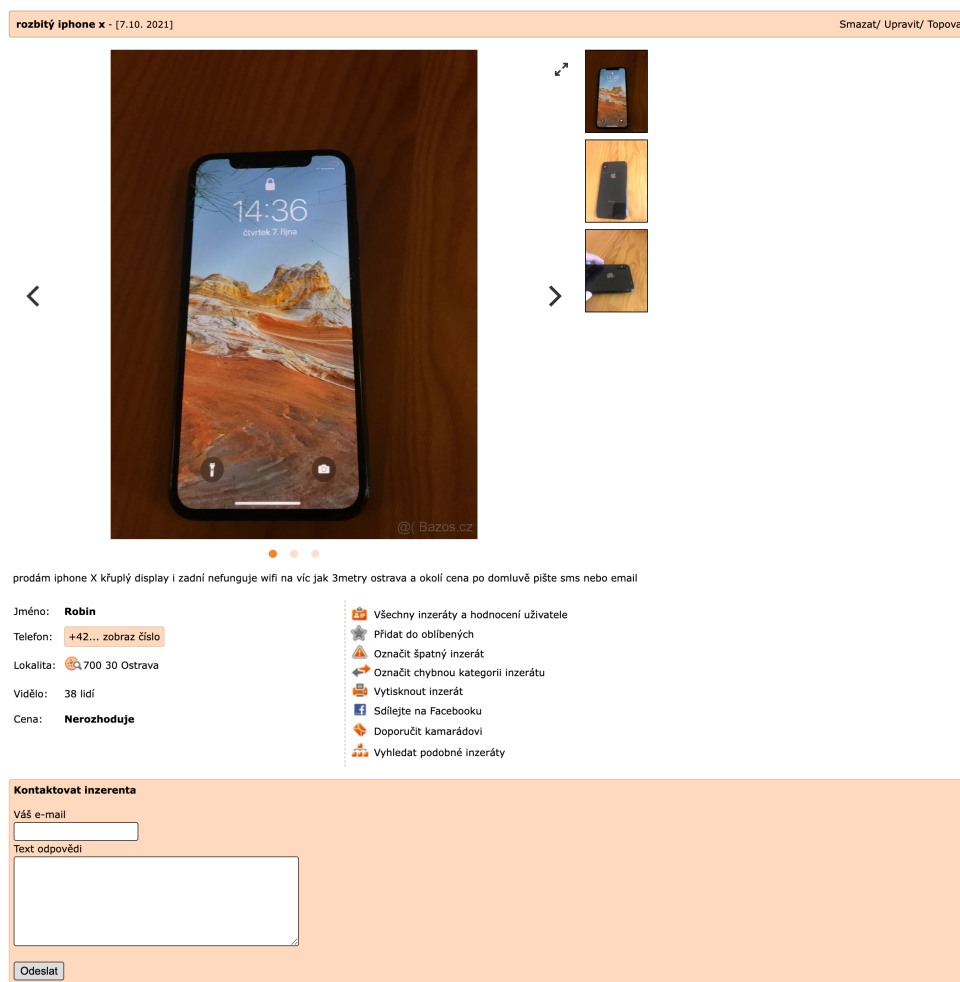 rozbitý iphone x - [7.10. 2021]
Smazat/ Upravit/
14:36
čtvrtek 7. října
@( Bazos.cz
prodám iphone X křuplý display i zadní nefunguje wifi na víc jak 3metry ostrava a okolí cena po domluvě pište sms nebo email
Jméno: Robin
Telefon: +42... zobraz číslo
Lokalita: 700 30 Ostrava
Vidělo: 38 lidí
Cena: Nerozhoduje
Všechny inzeráty a hodnocení uživatele
Přidat do oblíbených
Označit špatný inzerát
Označit chybnou kategorii inzerátu
Vytisknout inzerát
Sdílejte na Facebooku
Doporučit kamarádovi
Vyhledat podobné inzeráty
Kontaktovat inzerenta
Váš e-mail
Text odpovědi
Odeslat